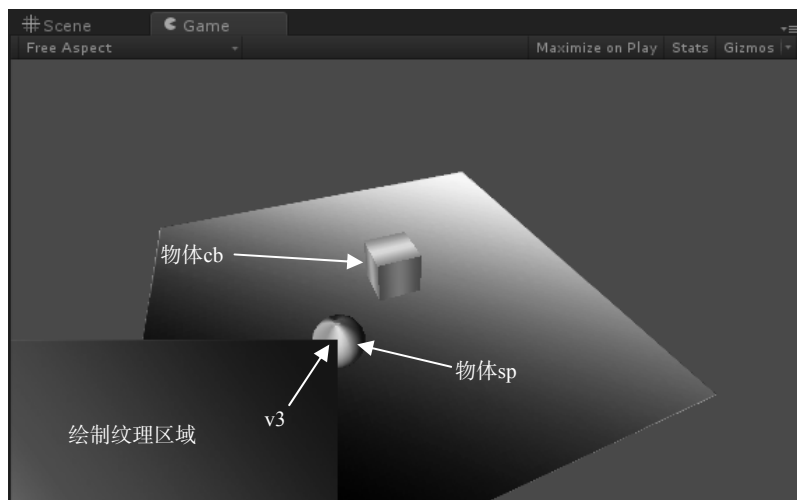 Scene
Game
Free Aspect
Maximize on Play
Stats
Gizmos
物体cb
物体sp
v3
绘制纹理区域